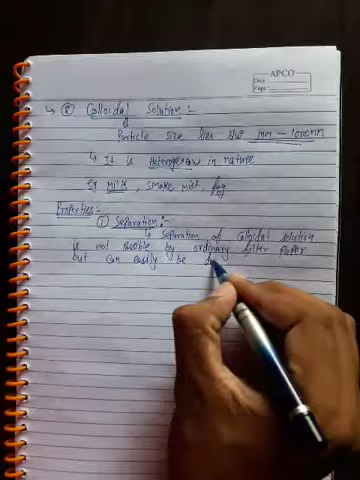 APCO
Date
Page
↳ ② Colloidal Solution :-
Particle size lies b/w 1nm - 1000nm
↳ It is Heterogeneous in nature
eg Milk, smoke mist, fog
Properties :-
① Separation :-
↳ Separation of Colloidal solution
is not possible by ordinary filter Paper
but can easily be